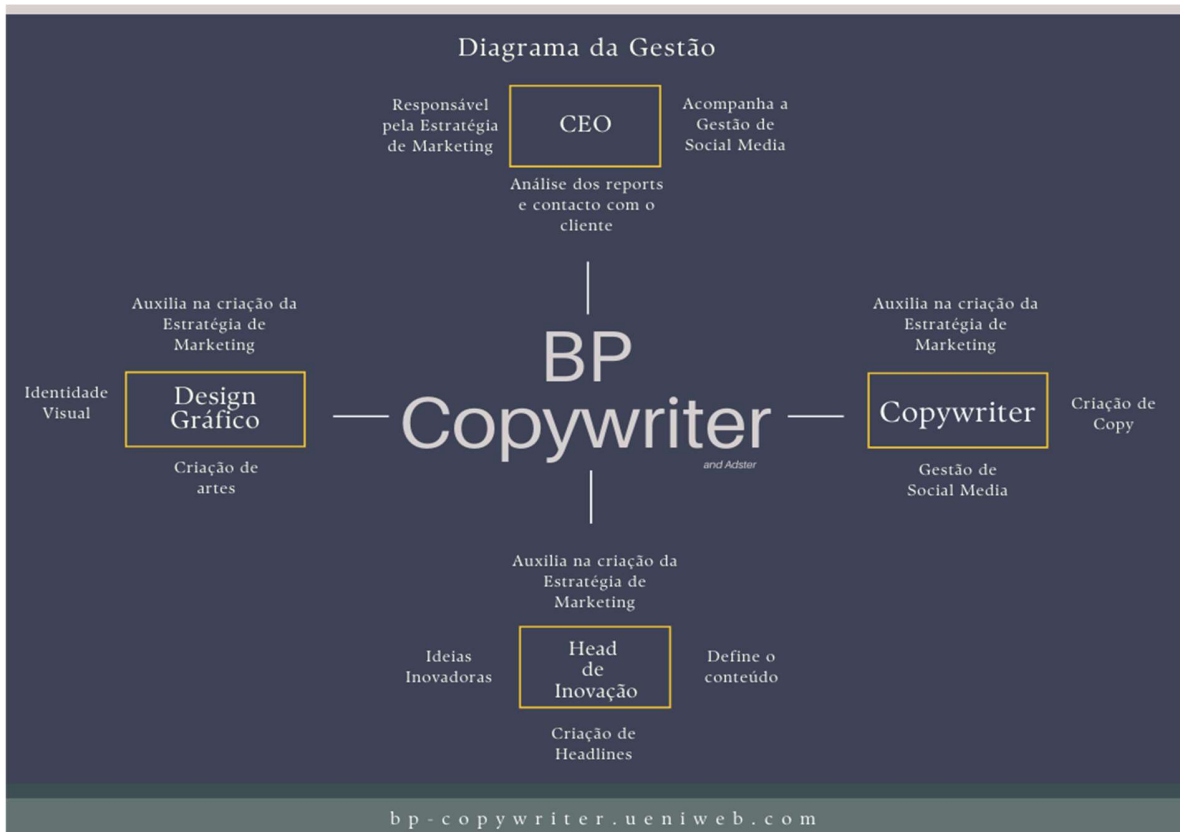 Diagrama da Gestão
Responsável
pela Estratégia
de Marketing
CEO
Acompanha a
Gestão de
Social Media
Análise dos reports
e contacto com o
cliente
Auxilia na criação da
Estratégia de
Marketing
Identidade
Visual
Design
Gráfico
Criação de
artes
BP
Copywriter
and Adster
Auxilia na criação da
Estratégia de
Marketing
Copywriter
Criação de
Copy
Gestão de
Social Media
Auxilia na criação da
Estratégia de
Marketing
Ideias
Inovadoras
Head
de
Inovação
Define o
conteúdo
Criação de
Headlines
bp-copywriter.ueniweb.com